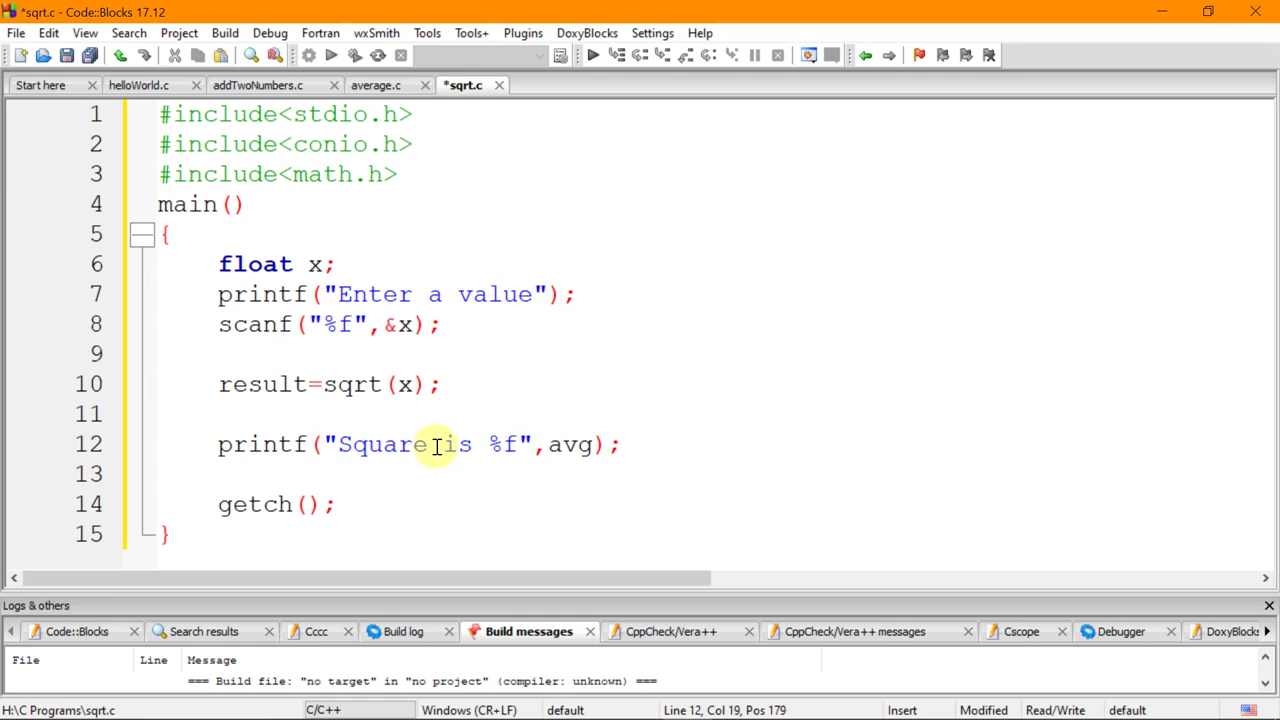 *sqrt.c - Code::Blocks 17.12
File Edit View Search Project Build Debug Fortran wxSmith Tools Tools+ Plugins DoxyBlocks Settings Help
Start here helloWorld.c addTwoNumbers.c average.c *sqrt.c
1 #include<stdio.h>
2 #include<conio.h>
3 #include<math.h>
4 main()
5 {
6 float x;
7 printf("Enter a value");
8 scanf("%f",&x);
9
10 result=sqrt(x);
11
12 printf("Square is %f",avg);
13
14 getch();
15 }
Logs & others
Code::Blocks Search results Cccc Build log Build messages CppCheck/Vera++ CppCheck/Vera++ messages Cscope Debugger DoxyBlocks
File Line Message
=== Build file: "no target" in "no project" (compiler: unknown) ===
H:\C Programs\sqrt.c C/C++ Windows (CR+LF) default Line 12, Col 19, Pos 179 Insert Modified Read/Write default